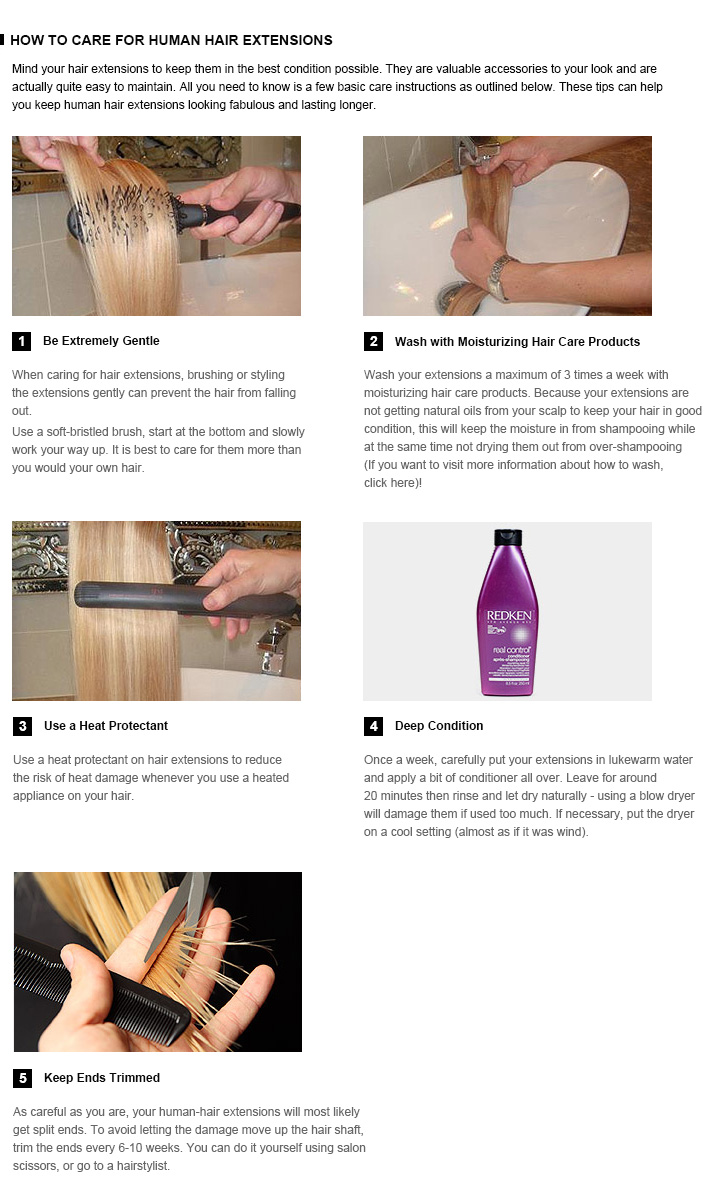 HOW TO CARE FOR HUMAN HAIR EXTENSIONS
Mind your hair extensions to keep them in the best condition possible. They are valuable accessories to your look and are
actually quite easy to maintain. All you need to know is a few basic care instructions as outlined below. These tips can help
you keep human hair extensions looking fabulous and lasting longer.
1 Be Extremely Gentle
When caring for hair extensions, brushing or styling
the extensions gently can prevent the hair from falling
out.
Use a soft-bristled brush, start at the bottom and slowly
work your way up. It is best to care for them more than
you would your own hair.
2 Wash with Moisturizing Hair Care Products
Wash your extensions a maximum of 3 times a week with
moisturizing hair care products. Because your extensions are
not getting natural oils from your scalp to keep your hair in good
condition, this will keep the moisture in from shampooing while
at the same time not drying them out from over-shampooing
(If you want to visit more information about how to wash,
click here)!
3 Use a Heat Protectant
Use a heat protectant on hair extensions to reduce
the risk of heat damage whenever you use a heated
appliance on your hair.
REDKEN
real control
conditioner
après-shampooing
4 Deep Condition
Once a week, carefully put your extensions in lukewarm water
and apply a bit of conditioner all over. Leave for around
20 minutes then rinse and let dry naturally - using a blow dryer
will damage them if used too much. If necessary, put the dryer
on a cool setting (almost as if it was wind).
5 Keep Ends Trimmed
As careful as you are, your human-hair extensions will most likely
get split ends. To avoid letting the damage move up the hair shaft,
trim the ends every 6-10 weeks. You can do it yourself using salon
scissors, or go to a hairstylist.